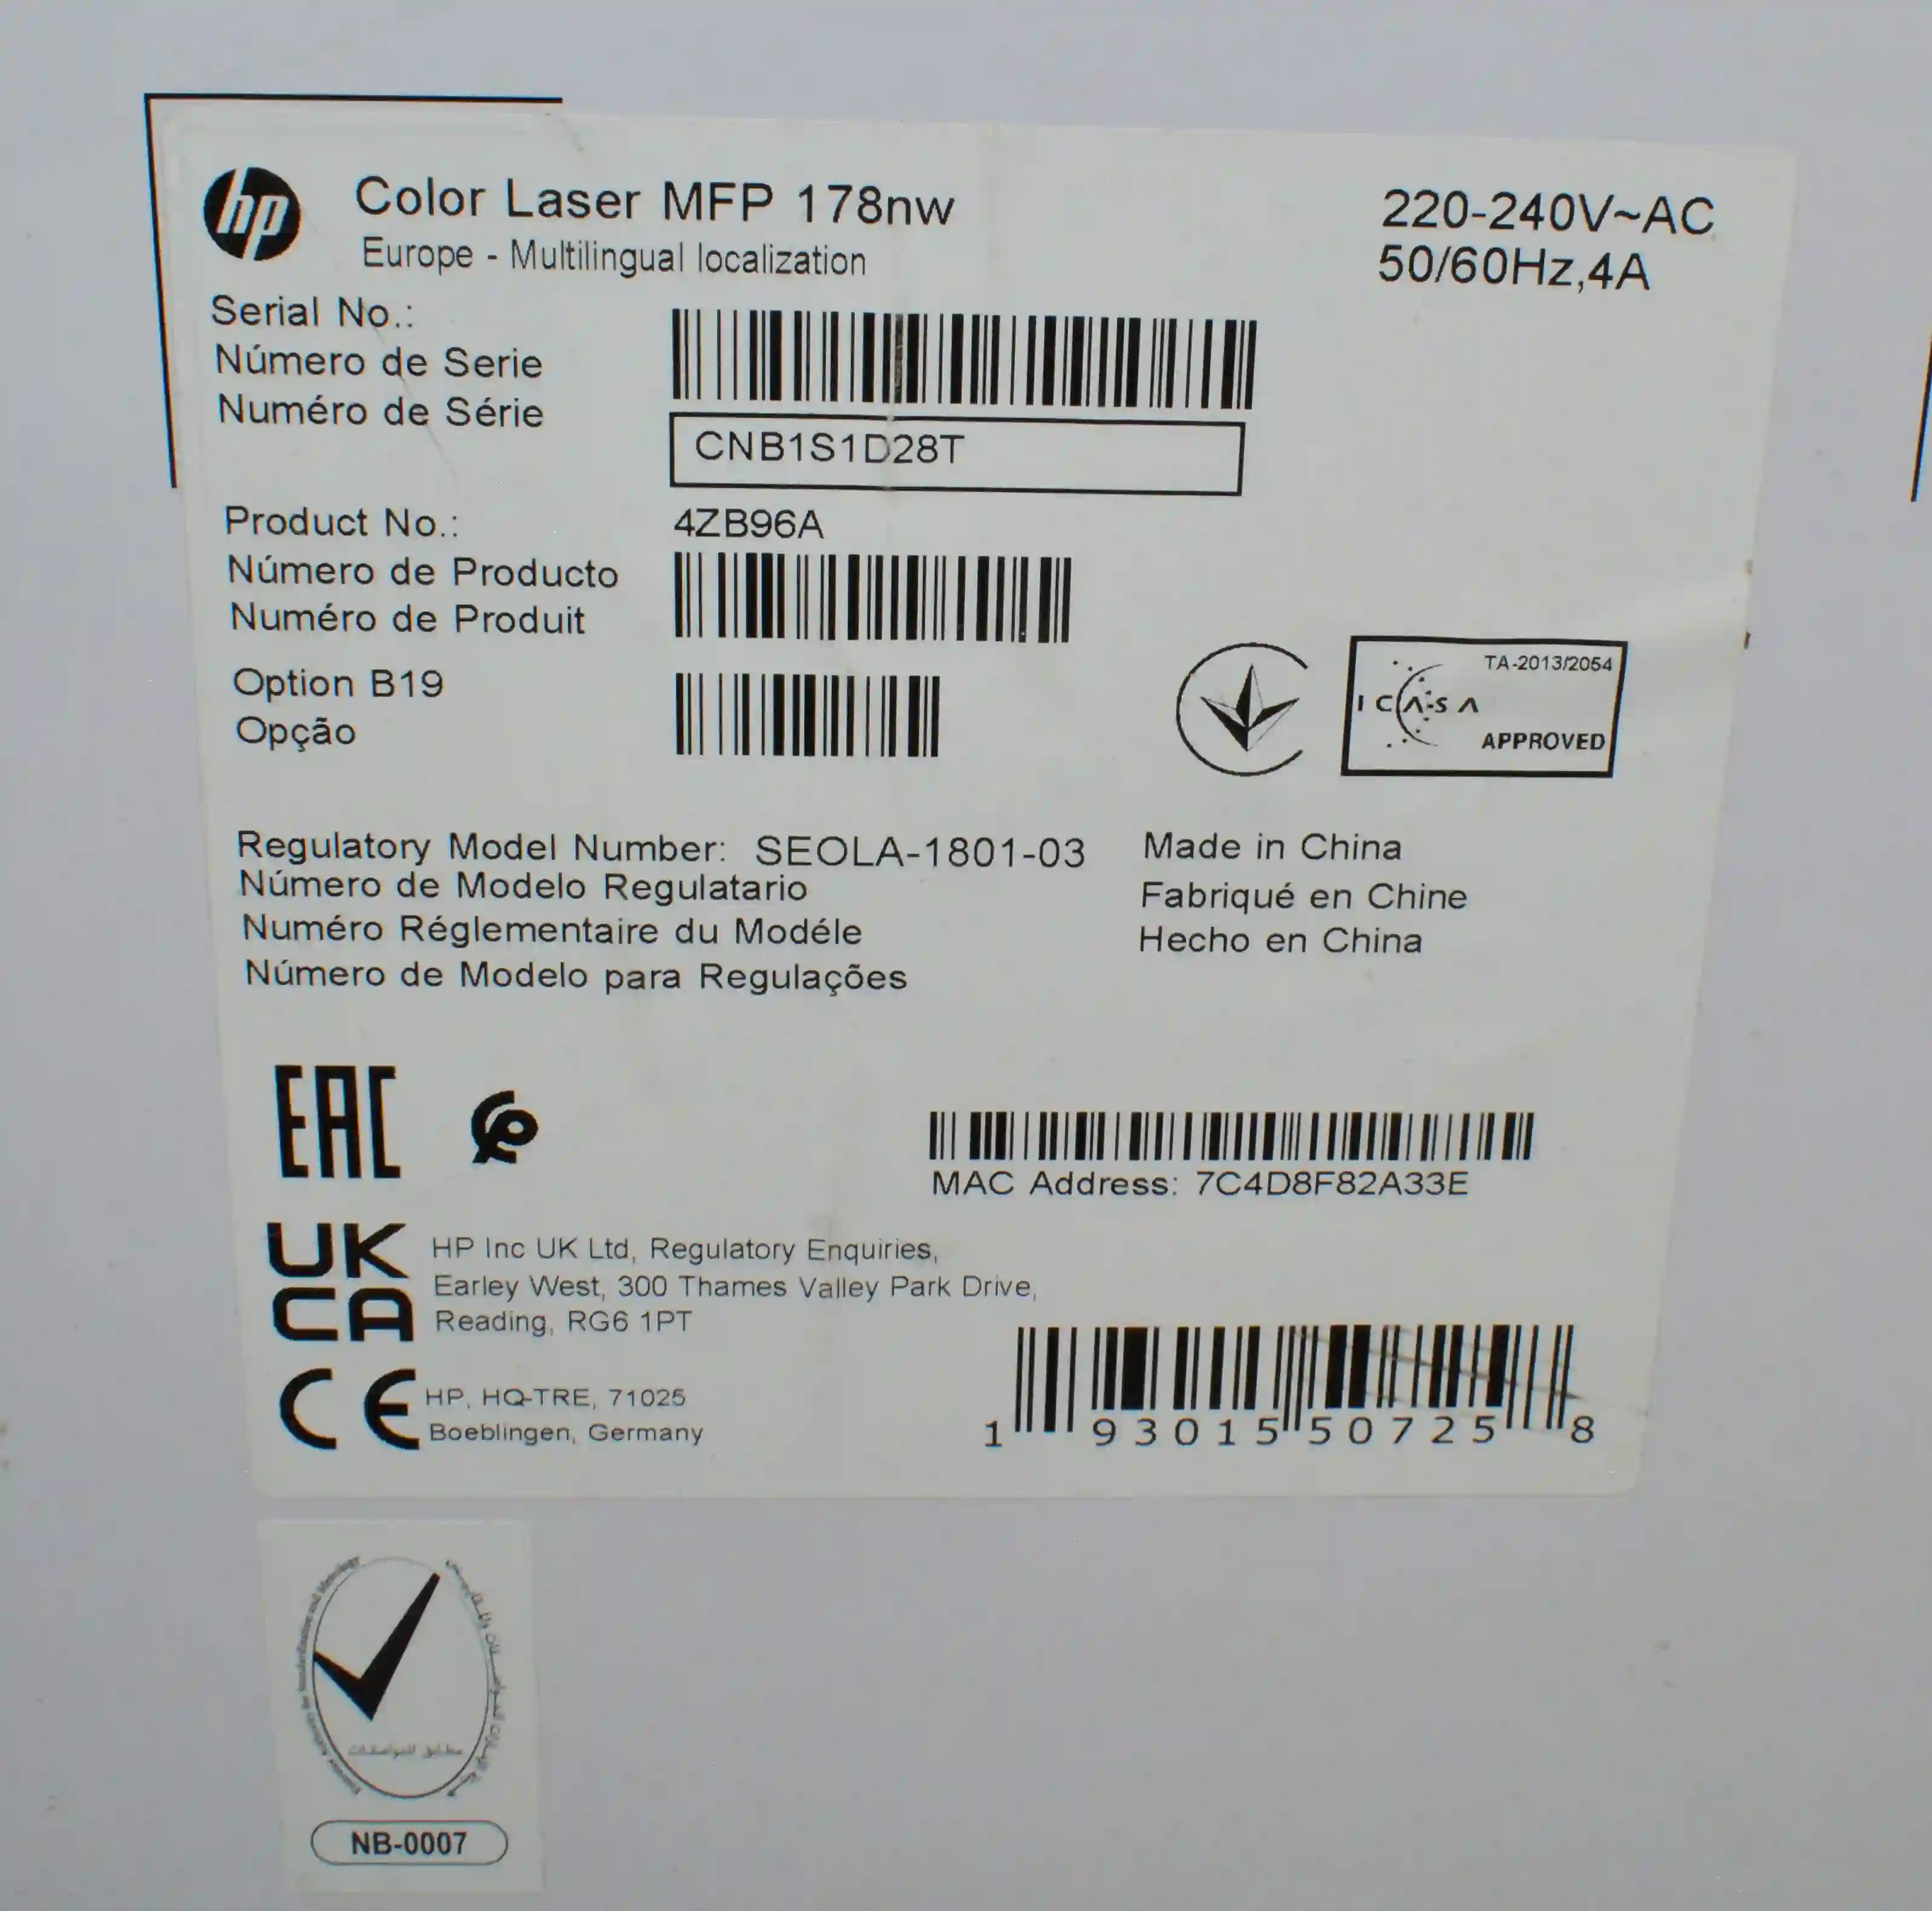 hp
Color Laser MFP 178nw
Europe - Multilingual localization
220-240V~AC
50/60Hz,4A
Serial No.:
Número de Serie
Numéro de Série
CNB1S1D28T
Product No.:
Número de Producto
Numéro de Produit
4ZB96A
Option B19
Opção
TA-2013/2054
ICASA
APPROVED
Regulatory Model Number: SEOLA-1801-03
Número de Modelo Regulatario
Numéro Réglementaire du Modéle
Número de Modelo para Regulações
Made in China
Fabriqué en Chine
Hecho en China
EAC
MAC Address: 7C4D8F82A33E
UK
CA
HP Inc UK Ltd, Regulatory Enquiries,
Earley West, 300 Thames Valley Park Drive,
Reading, RG6 1PT
CE
HP, HQ-TRE, 71025
Boeblingen, Germany
1 93015 50725 8
مطابق للمواصفات
NB-0007